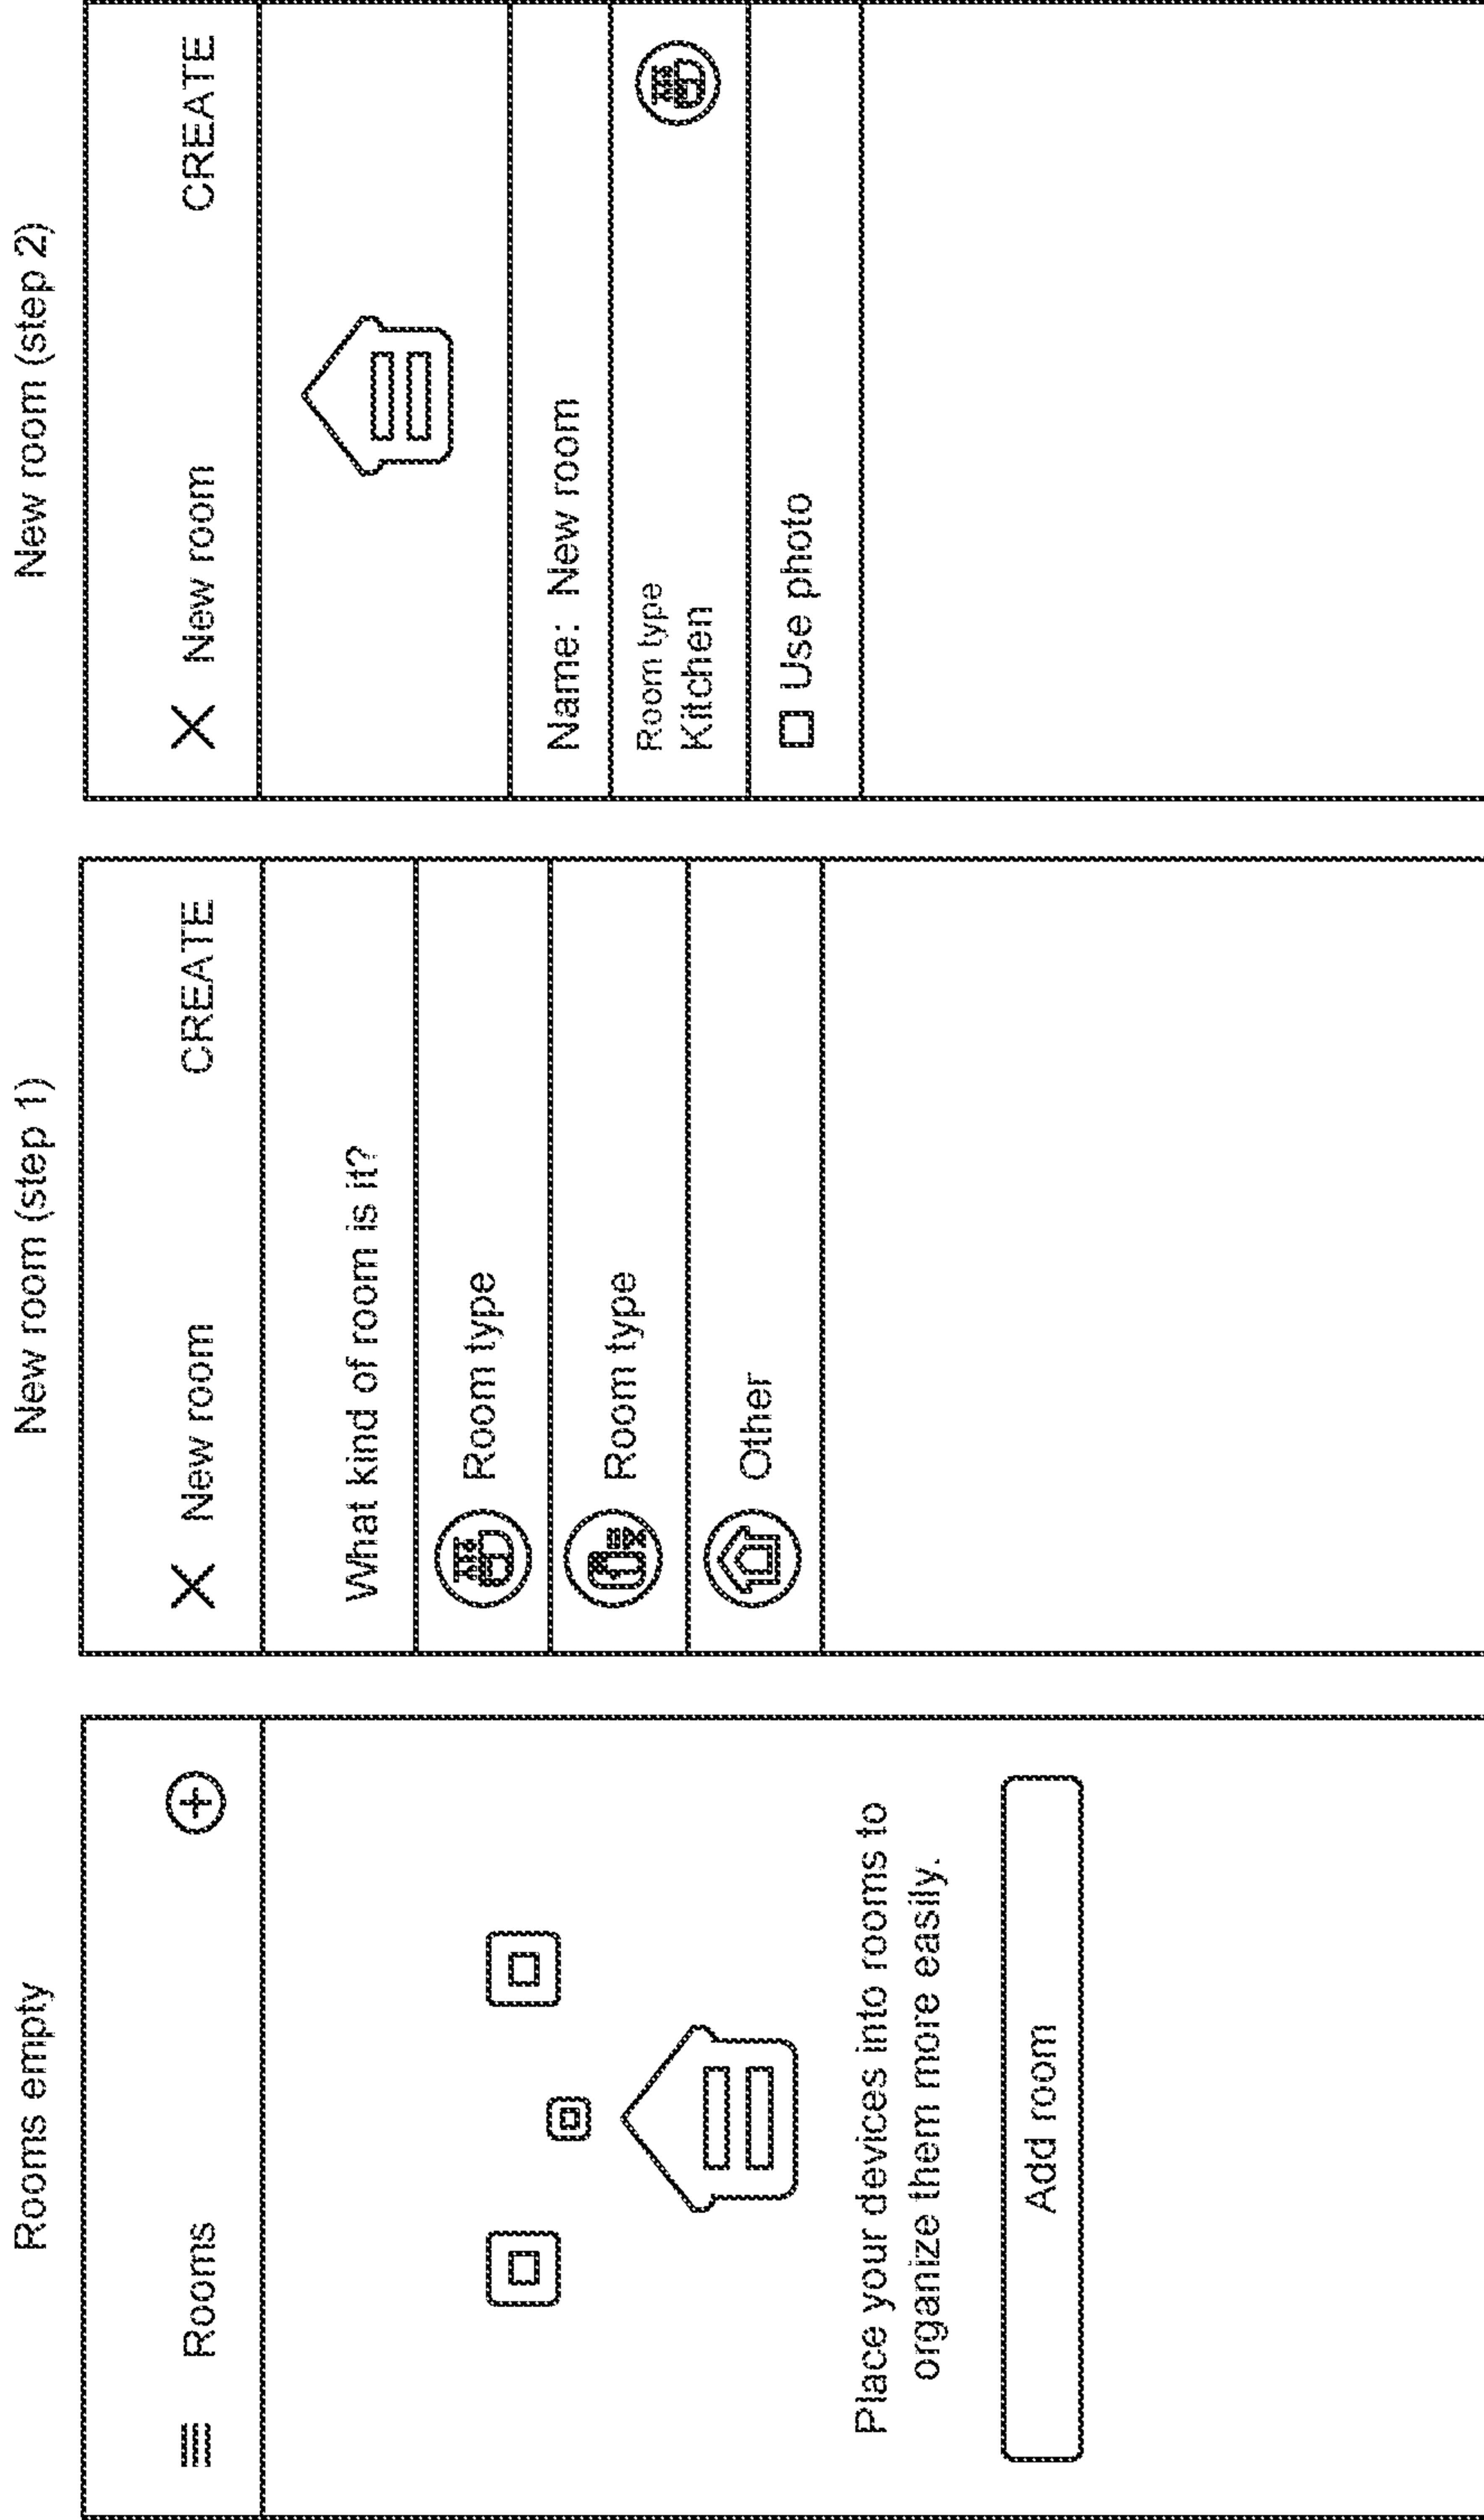 Rooms empty
Rooms
Place your devices into rooms to
organize them more easily.
Add room
New room (step 1)
New room CREATE
What kind of room is it?
Room type
Room type
Other
New room (step 2)
New room CREATE
Name: New room
Room type
Kitchen
Use photo